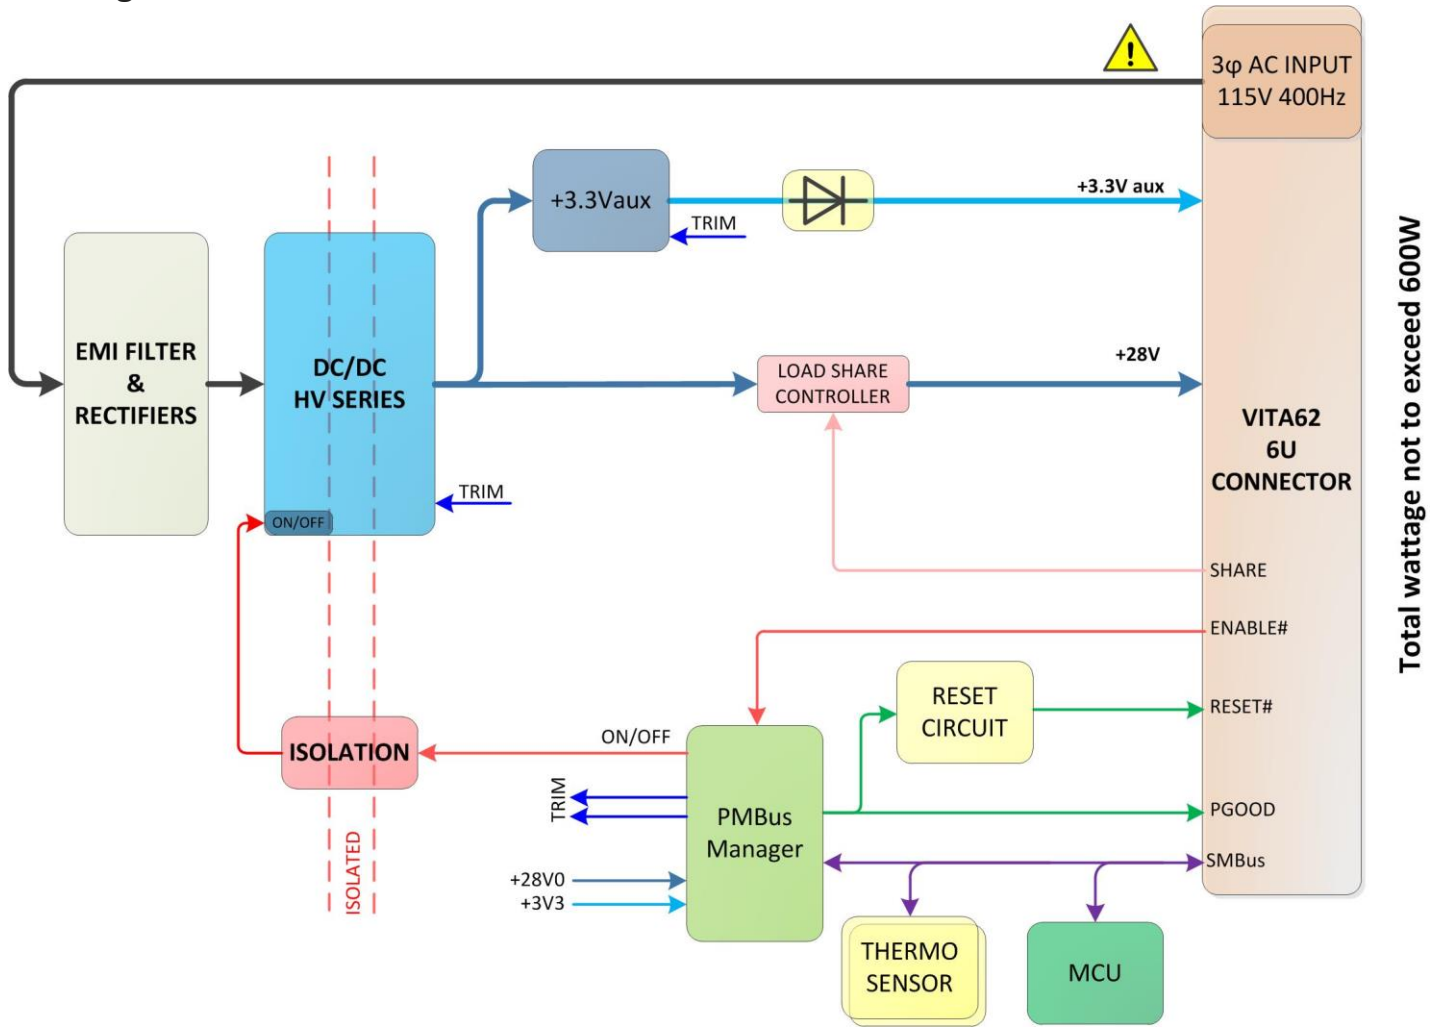 3φ AC INPUT
115V 400Hz
+3.3Vaux
+3.3V aux
TRIM
EMI FILTER
&
RECTIFIERS
DC/DC
HV SERIES
LOAD SHARE
CONTROLLER
+28V
VITA62
6U
CONNECTOR
Total wattage not to exceed 600W
TRIM
ON/OFF
SHARE
ENABLE#
RESET
CIRCUIT
RESET#
ISOLATION
ON/OFF
TRIM
PMBus
Manager
PGOOD
SMBus
ISOLATED
+28V0
+3V3
THERMO
SENSOR
MCU